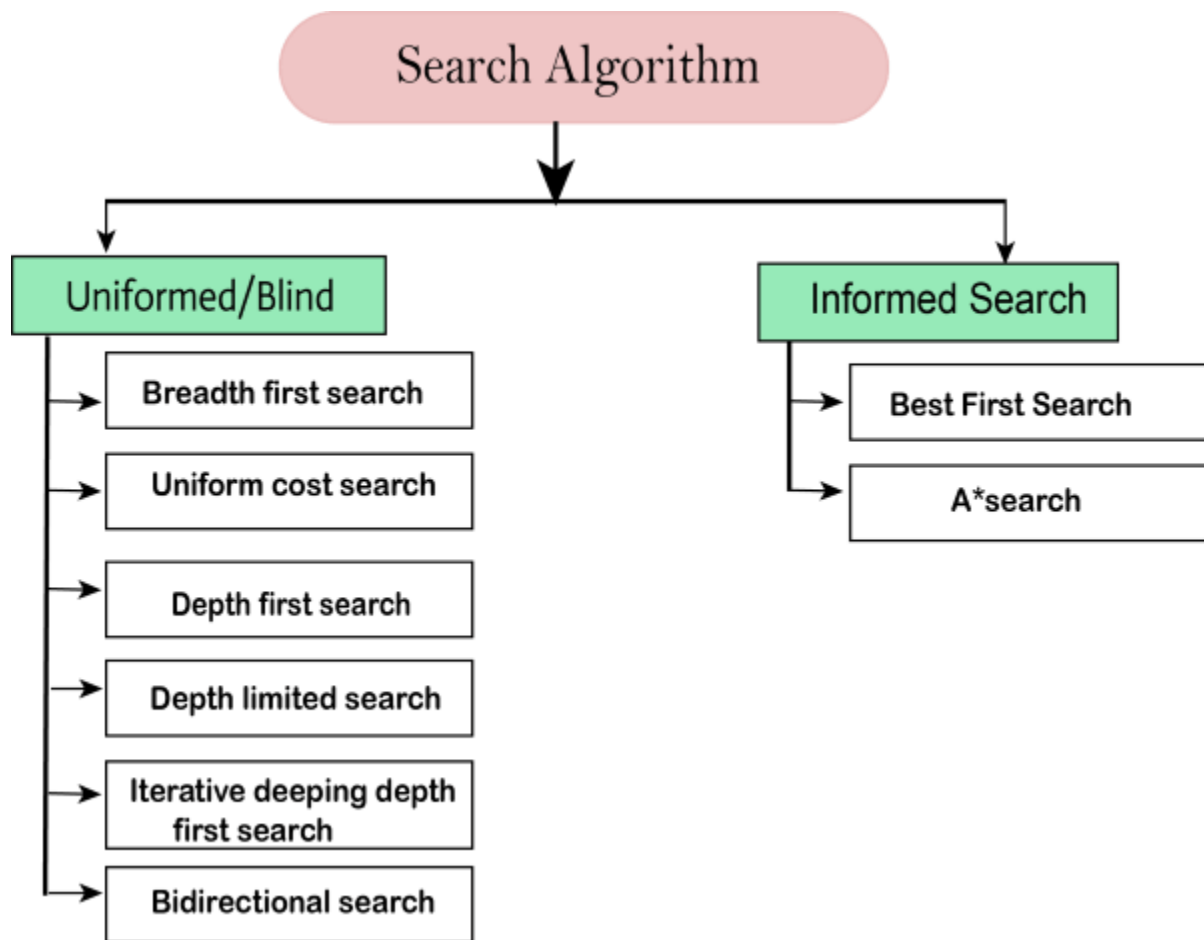 Search Algorithm
Uniformed/Blind
Breadth first search
Uniform cost search
Depth first search
Depth limited search
Iterative deeping depth
first search
Bidirectional search
Informed Search
Best First Search
A*search